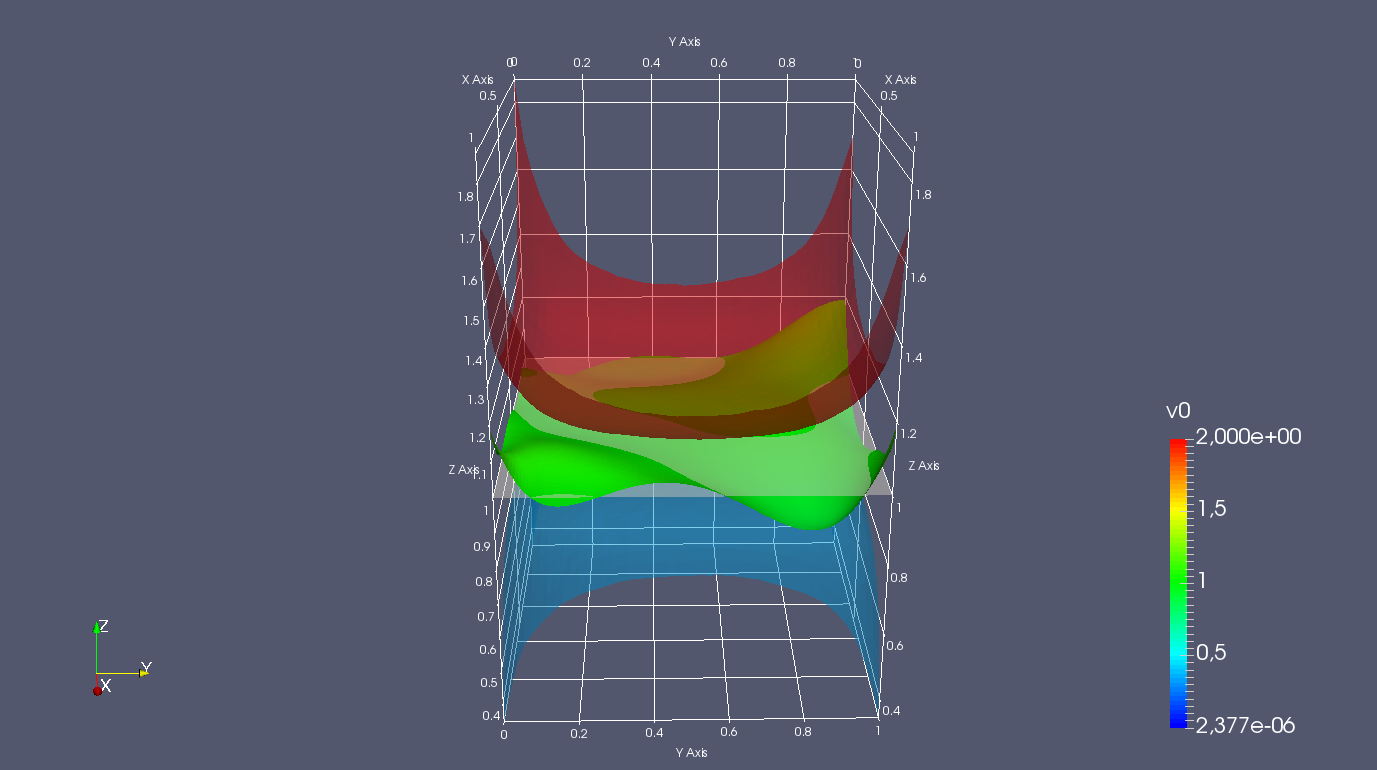 Y Axis
0 0 0.2 0.4 0.6 0.8 1 0
X Axis X Axis
0.5 0.5
1 1
1.8 1.8
1.7
1.6 1.6
1.5
1.4 1.4
1.3
1.2 1.2
Z Axis 1.1 Z Axis
1 1
0.9
0.8 0.8
0.7
0.6 0.6
0.5
0.4 0.4
0 0.2 0.4 0.6 0.8 1
Y Axis
v0
2,000e+00
1,5
1
0,5
2,377e-06
Z
Y
X